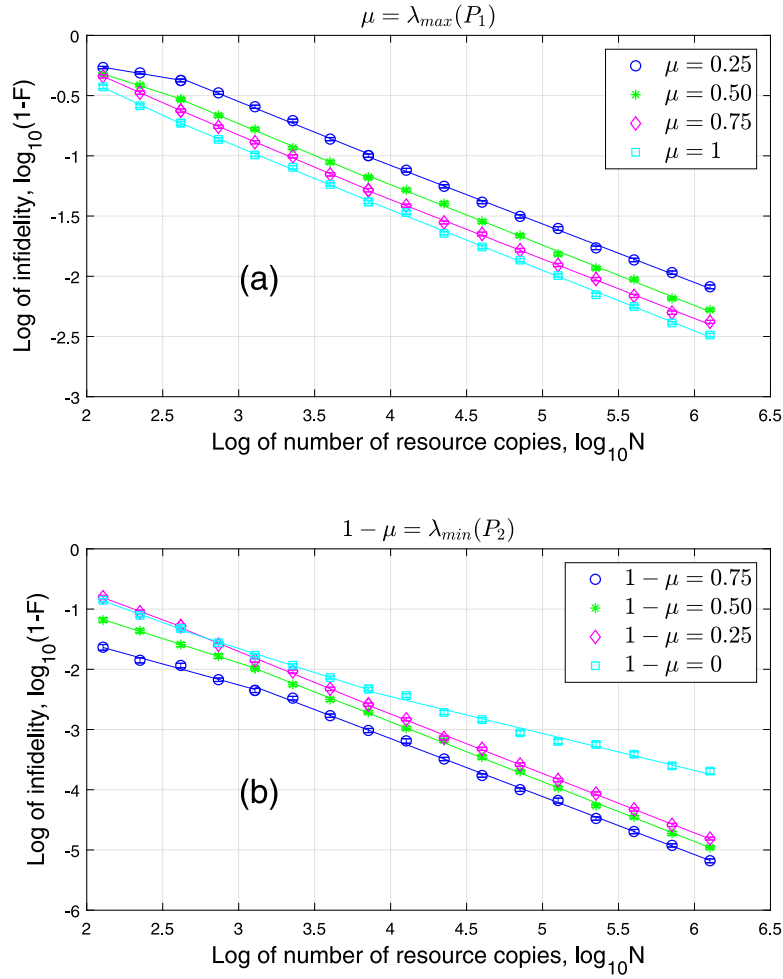 μ = λmax(P1)
0
-0.5
-1
-1.5
-2
-2.5
-3
Log of infidelity, log10(1-F)
μ = 0.25
μ = 0.50
μ = 0.75
μ = 1
(a)
2 2.5 3 3.5 4 4.5 5 5.5 6 6.5
Log of number of resource copies, log10N
1 − μ = λmin(P2)
0
-1
-2
-3
-4
-5
-6
Log of infidelity, log10(1-F)
1 − μ = 0.75
1 − μ = 0.50
1 − μ = 0.25
1 − μ = 0
(b)
2 2.5 3 3.5 4 4.5 5 5.5 6 6.5
Log of number of resource copies, log10N